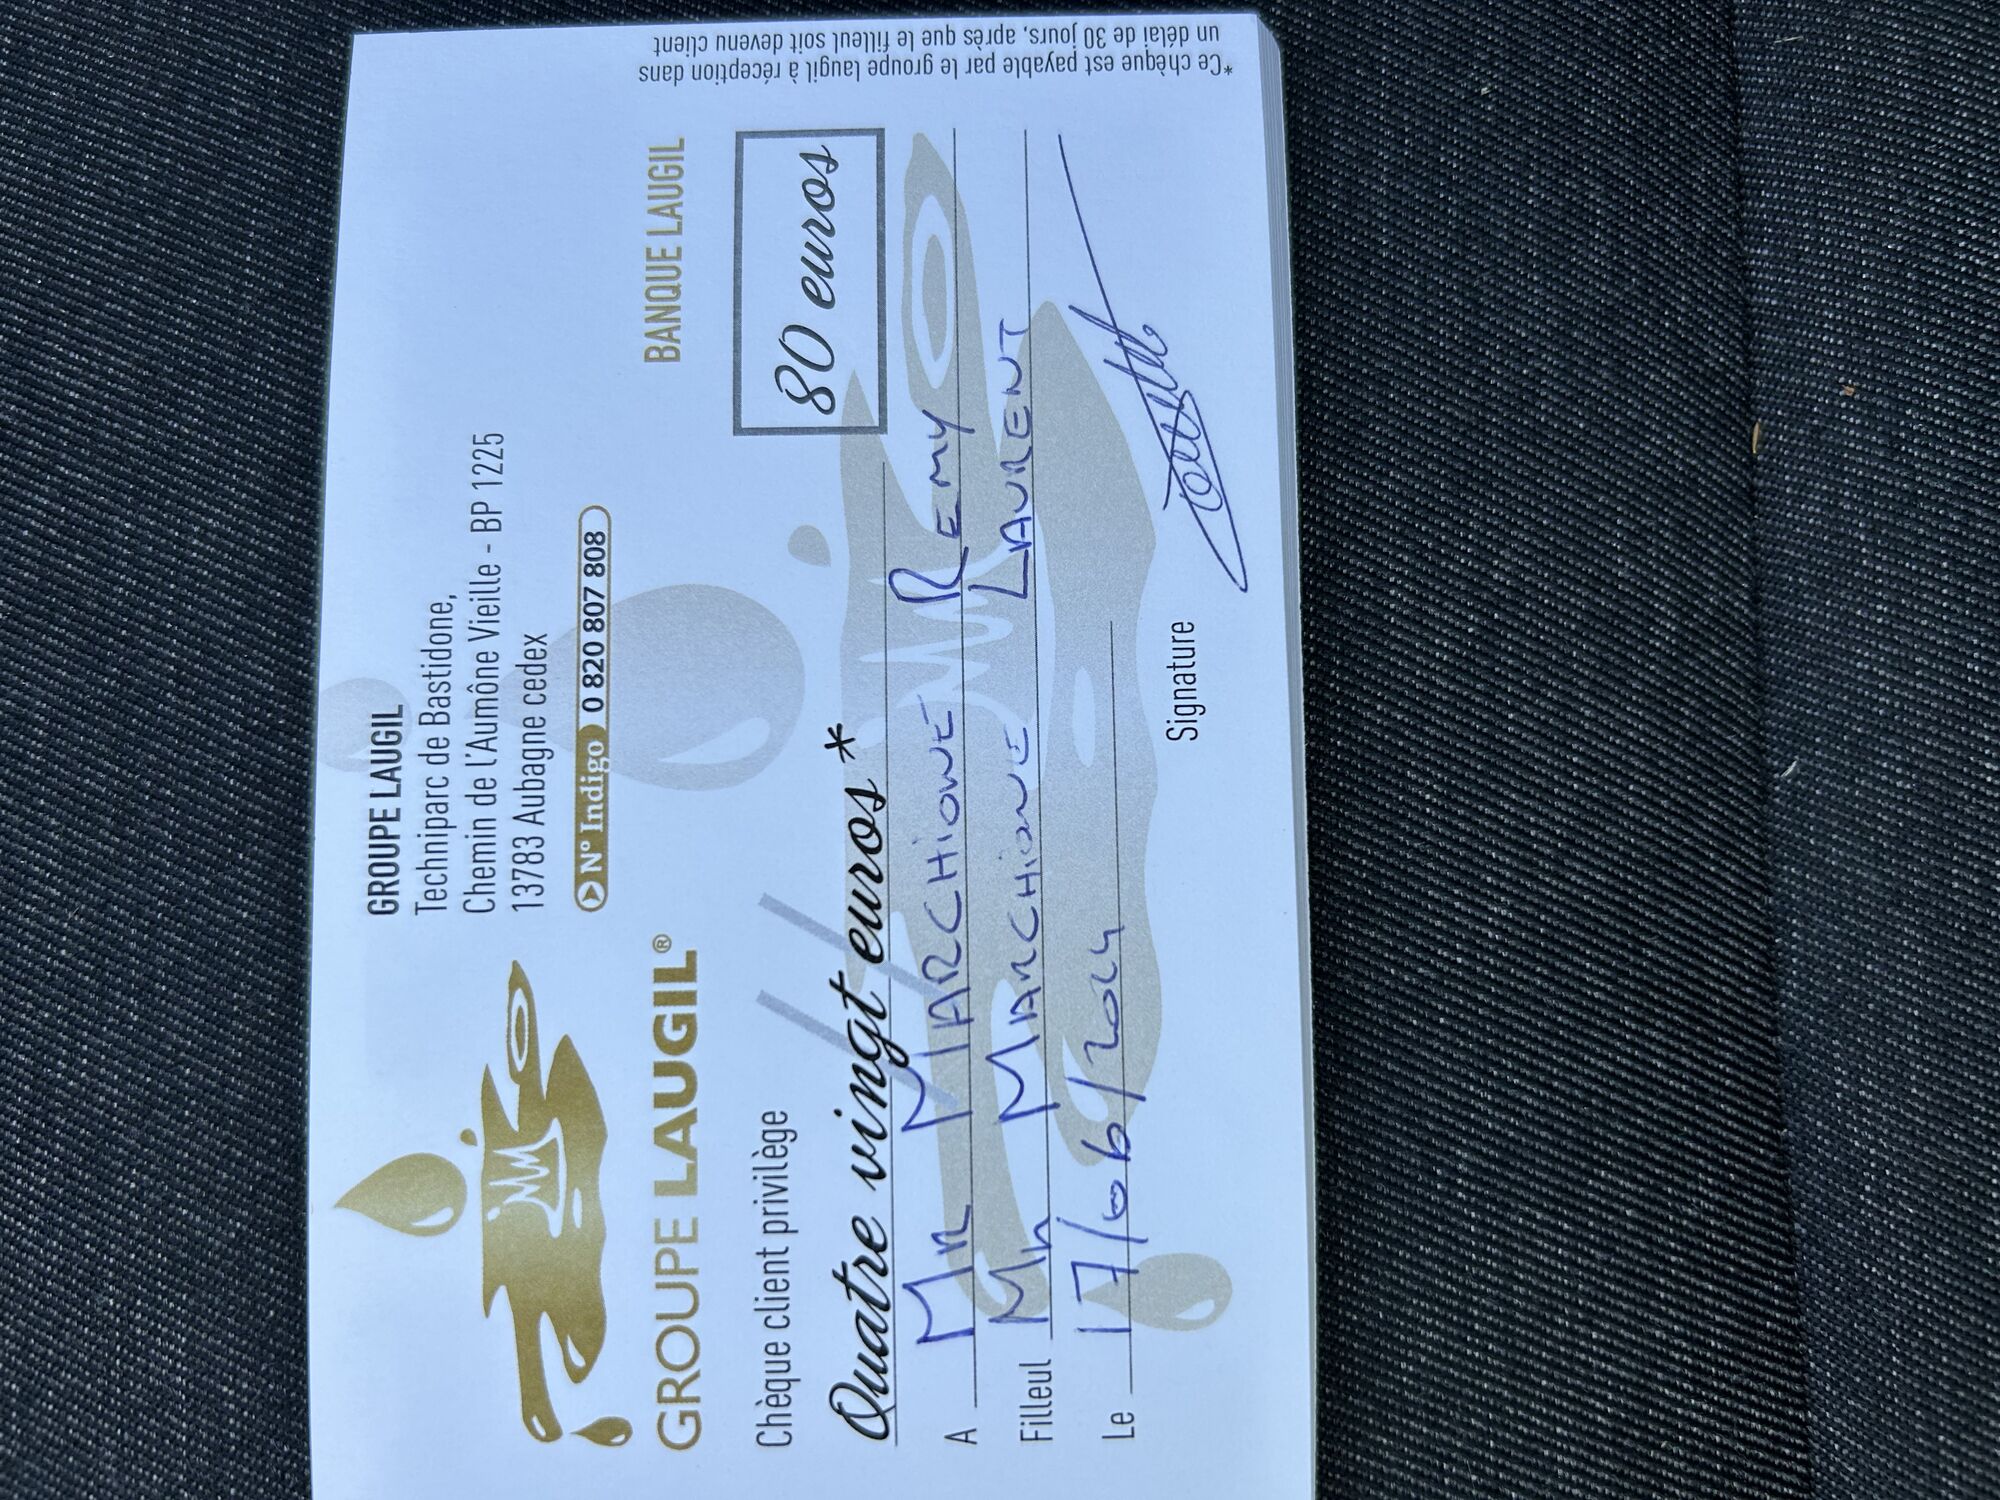 GROUPE LAUGIL
Techniparc de Bastidone,
Chemin de l'Aumône Vieille - BP 1225
13783 Aubagne cedex
N° Indigo 0 820 807 808
GROUPE LAUGIL®
BANQUE LAUGIL
Chèque client privilège
80 euros
Quatre vingt euros *
A Mr MARCHIONE REMY
Filleul Mr MARCHIONE LAURENT
Le 17/06/2024
Signature
*Ce chèque est payable par le groupe laugil à réception dans
un délai de 30 jours, après que le filleul soit devenu client